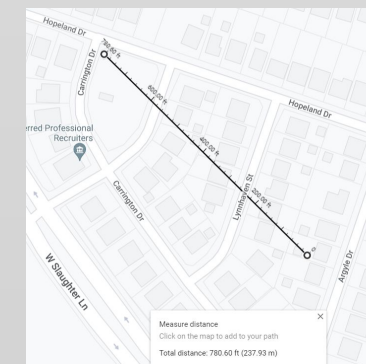 Hopeland Dr
780.60 ft
Carrington Dr
600.00 ft
Hopeland Dr
rred Professional
Recruiters
400.00 ft
200.00 ft
Lynnhaven St
Carrington Dr
0
Argyle Dr
W Slaughter Ln
Measure distance
Click on the map to add to your path
Total distance: 780.60 ft (237.93 m)